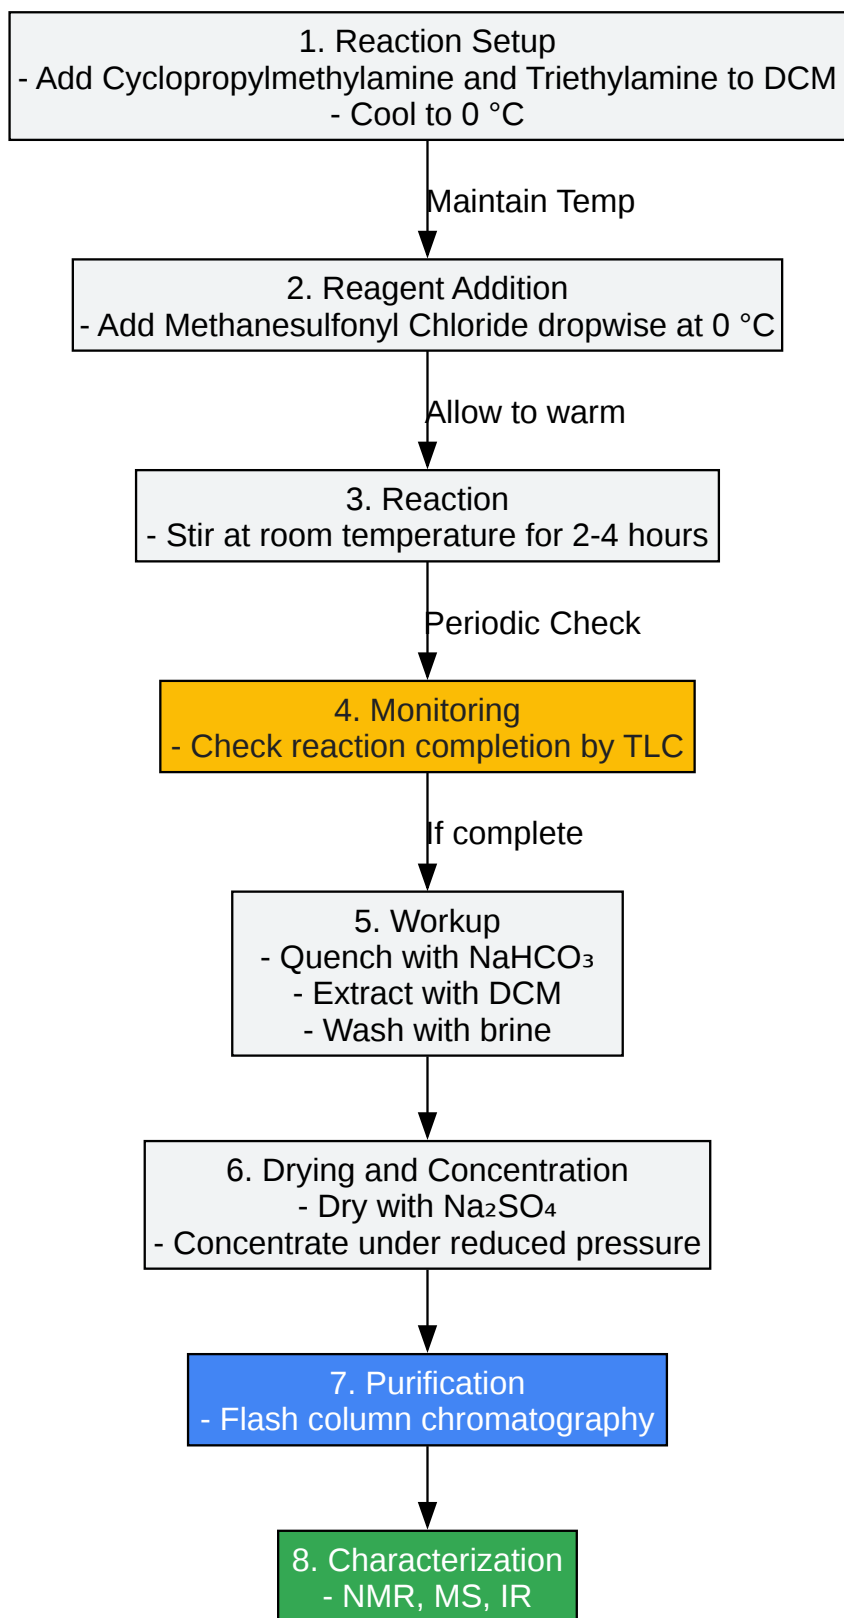 1. Reaction Setup
- Add Cyclopropylmethylamine and Triethylamine to DCM
- Cool to 0 °C
Maintain Temp
2. Reagent Addition
- Add Methanesulfonyl Chloride dropwise at 0 °C
Allow to warm
3. Reaction
- Stir at room temperature for 2-4 hours
Periodic Check
4. Monitoring
- Check reaction completion by TLC
If complete
5. Workup
- Quench with NaHCO₃
- Extract with DCM
- Wash with brine
6. Drying and Concentration
- Dry with Na₂SO₄
- Concentrate under reduced pressure
7. Purification
- Flash column chromatography
8. Characterization
- NMR, MS, IR